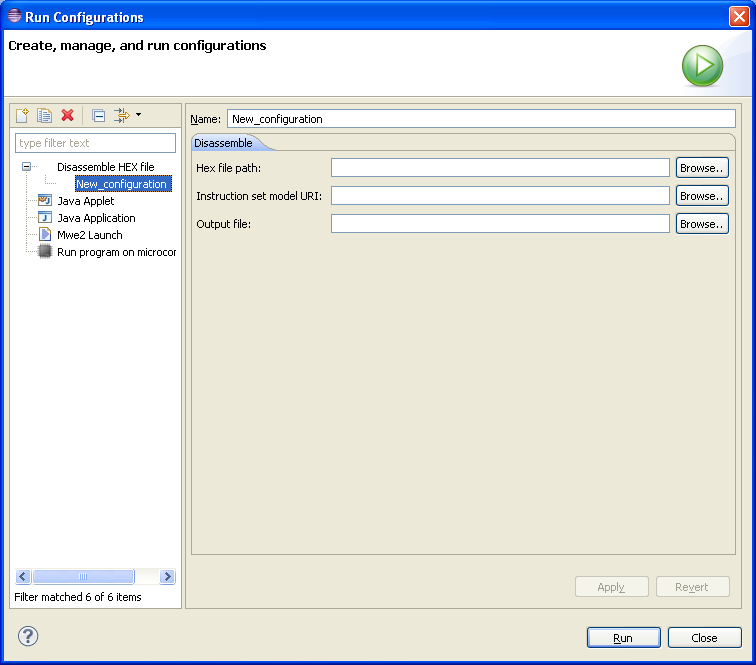 Run Configurations
Create, manage, and run configurations
type filter text
Disassemble HEX file
New_configuration
Java Applet
Java Application
Mwe2 Launch
Run program on microcor
Filter matched 6 of 6 items
Name: New_configuration
Disassemble
Hex file path: Browse..
Instruction set model URI: Browse..
Output file: Browse..
Apply Revert
? Run Close